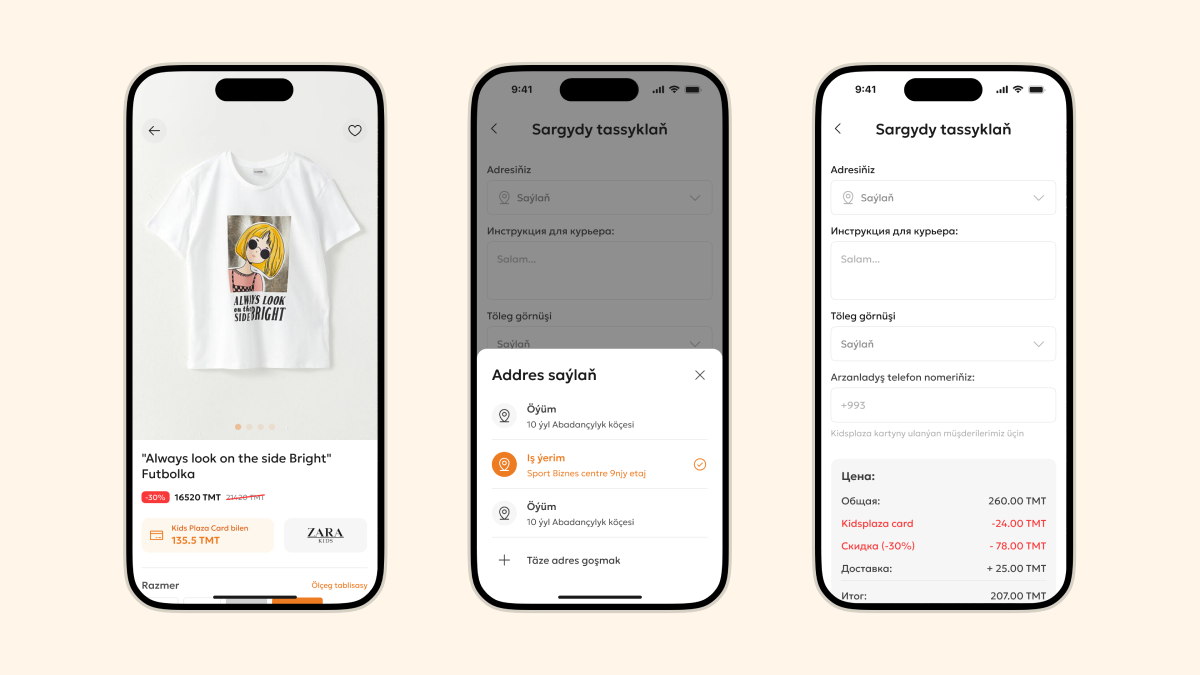 ALWAYS LOOK
on the
SIDE BRIGHT
"Always look on the side Bright"
Futbolka
-30% 16520 TMT 21420 TMT
Kids Plaza Card bilen
135.5 TMT
ZARA
KIDS
Razmer Ölçeg tablisasy
9:41
Sargydy tassyklaň
Adresiňiz
Saýlaň
Инструкция для курьера:
Salam...
Töleg görnüşi
Saýlaň
Addres saýlaň
Öýüm
10 ýyl Abadançylyk köçesi
Iş ýerim
Sport Biznes centre 9njy etaj
Öýüm
10 ýyl Abadançylyk köçesi
Täze adres goşmak
9:41
Sargydy tassyklaň
Adresiňiz
Saýlaň
Инструкция для курьера:
Salam...
Töleg görnüşi
Saýlaň
Arzanladyş telefon nomeriňiz:
+993
Kidsplaza kartyny ulanýan müşderilerimiz üçin
Цена:
Общая: 260.00 TMT
Kidsplaza card -24.00 TMT
Скидка (-30%) - 78.00 TMT
Доставка: + 25.00 TMT
Итог: 207.00 TMT